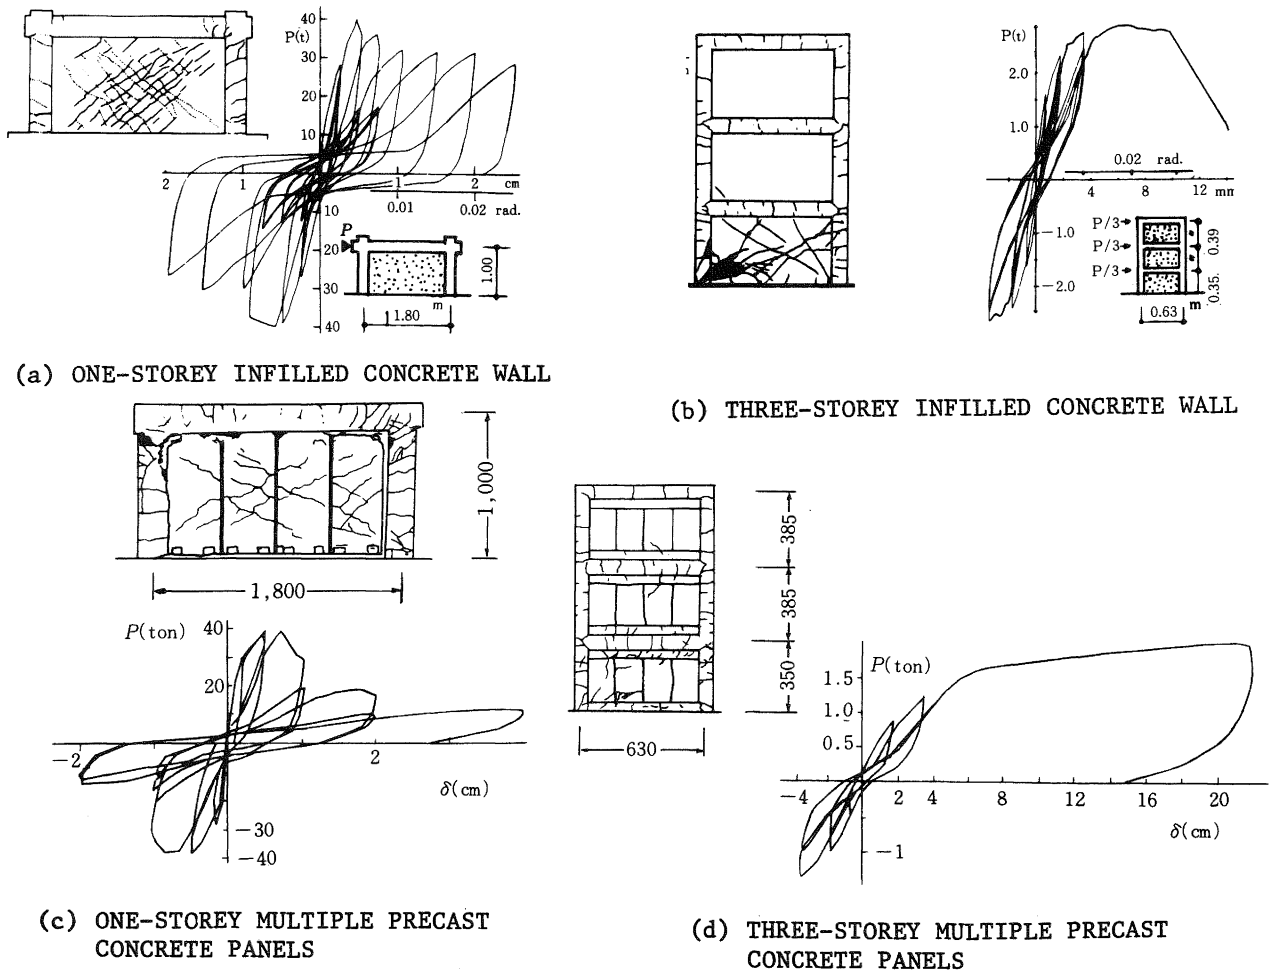 40
P(t)
30
20
10
2
1
1
2
cm
0.01
0.02
rad.
10
20
30
40
P
1.00
m
1.80
(a) ONE-STOREY INFILLED CONCRETE WALL
P(t)
2.0
1.0
0.02 rad.
4
8
12
mm
-1.0
-2.0
P/3
P/3
P/3
0.39
0.35
m
0.63
(b) THREE-STOREY INFILLED CONCRETE WALL
1,000
1,800
P(ton)
40
20
-2
2
δ(cm)
-30
-40
(c) ONE-STOREY MULTIPLE PRECAST
CONCRETE PANELS
385
385
350
630
P(ton)
1.5
1.0
0.5
-4
2
4
8
12
16
20
δ(cm)
-1
(d) THREE-STOREY MULTIPLE PRECAST
CONCRETE PANELS